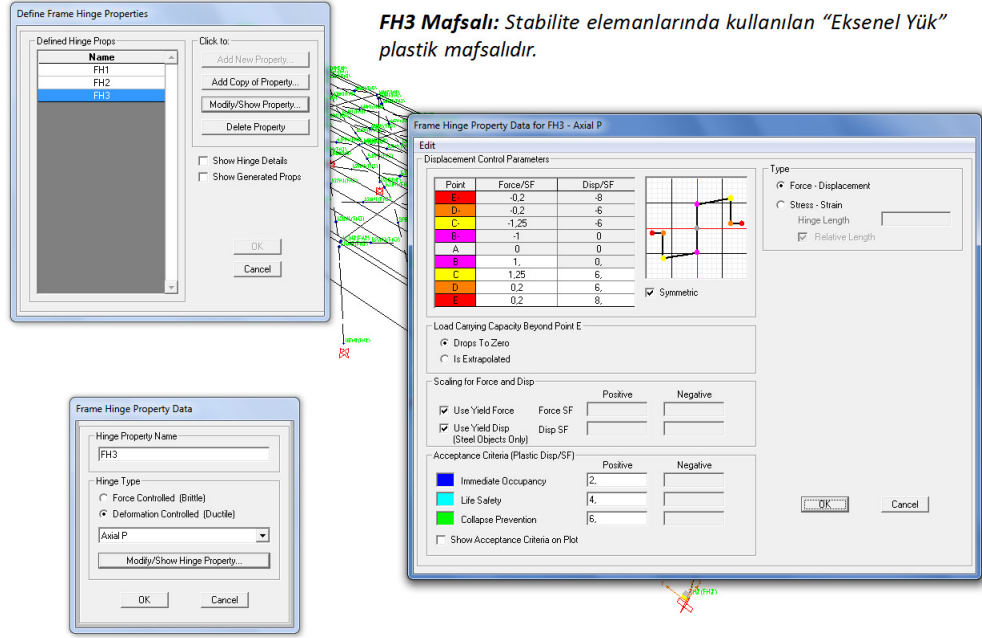 FH3 Mafsalı: Stabilite elemanlarında kullanılan “Eksenel Yük”
plastik mafsalıdır.
Define Frame Hinge Properties
Defined Hinge Props
Name
FH1
FH2
FH3
Click to:
Add New Property...
Add Copy of Property...
Modify/Show Property...
Delete Property
Show Hinge Details
Show Generated Props
OK
Cancel
Frame Hinge Property Data for FH3 - Axial P
Edit
Displacement Control Parameters
Point Force/SF Disp/SF
E- -0,2 -8
D- -0,2 -6
C- -1,25 -6
B- -1 0
A 0 0
B 1, 0,
C 1,25 6,
D 0,2 6,
E 0,2 8,
Symmetric
Type
Force - Displacement
Stress - Strain
Hinge Length
Relative Length
Load Carrying Capacity Beyond Point E
Drops To Zero
Is Extrapolated
Scaling for Force and Disp
Positive Negative
Use Yield Force Force SF
Use Yield Disp Disp SF
(Steel Objects Only)
Acceptance Criteria (Plastic Disp/SF)
Positive Negative
Immediate Occupancy 2,
Life Safety 4,
Collapse Prevention 6,
Show Acceptance Criteria on Plot
OK Cancel
Frame Hinge Property Data
Hinge Property Name
FH3
Hinge Type
Force Controlled (Brittle)
Deformation Controlled (Ductile)
Axial P
Modify/Show Hinge Property...
OK Cancel